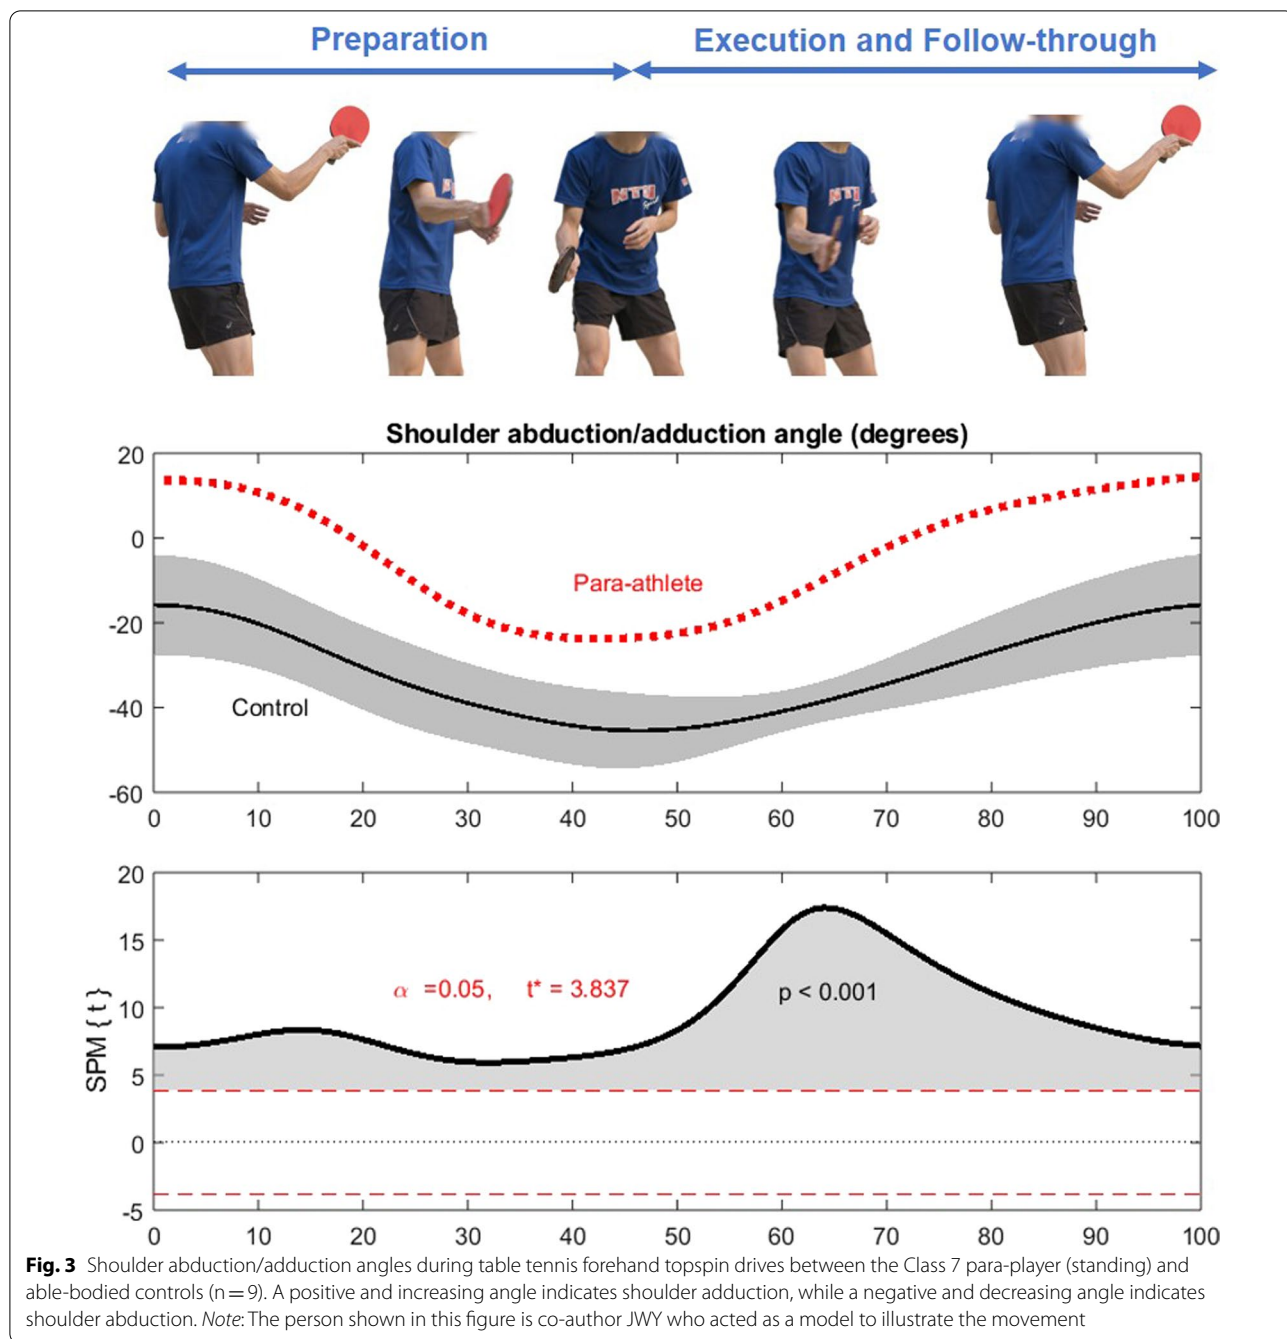 Preparation
Execution and Follow-through
NTU
NTU
Shoulder abduction/adduction angle (degrees)
20
0
-20
-40
-60
Para-athlete
Control
0 10 20 30 40 50 60 70 80 90 100
SPM { t }
20
15
10
5
0
-5
α =0.05, t* = 3.837
p < 0.001
0 10 20 30 40 50 60 70 80 90 100
Fig. 3 Shoulder abduction/adduction angles during table tennis forehand topspin drives between the Class 7 para-player (standing) and
able-bodied controls (n = 9). A positive and increasing angle indicates shoulder adduction, while a negative and decreasing angle indicates
shoulder abduction. Note: The person shown in this figure is co-author JWY who acted as a model to illustrate the movement